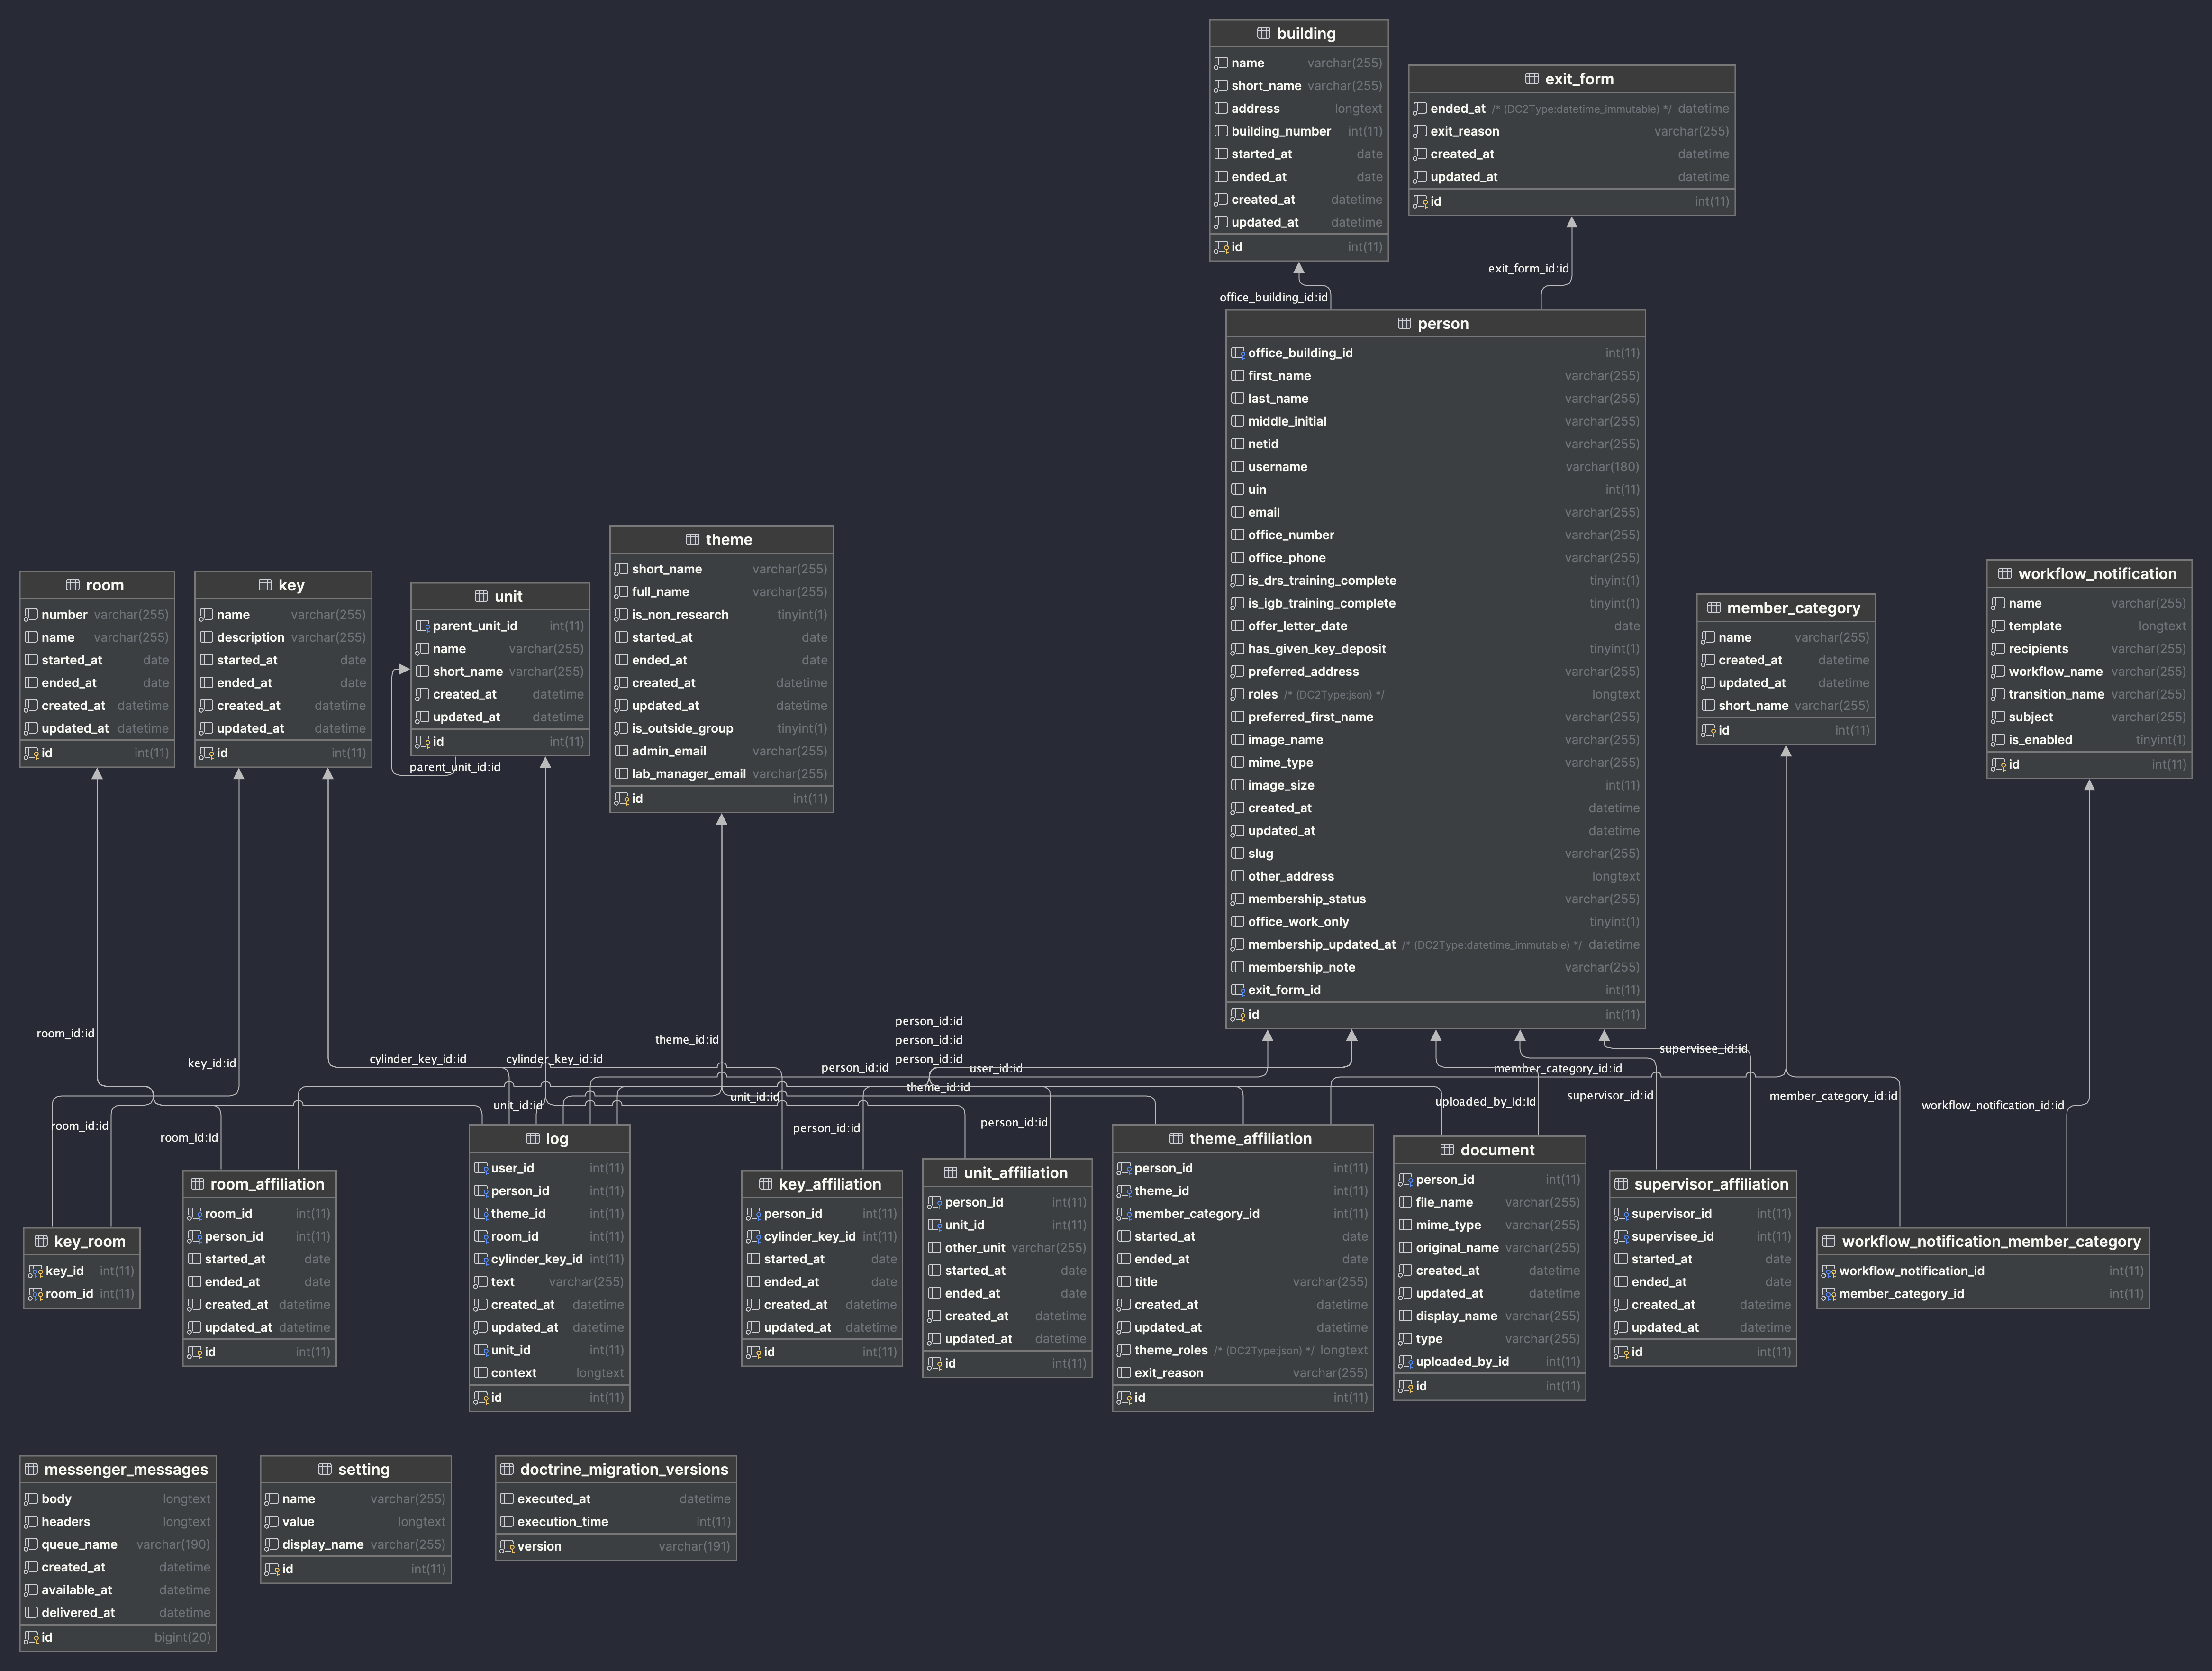 building
name varchar(255)
short_name varchar(255)
address longtext
building_number int(11)
started_at date
ended_at date
created_at datetime
updated_at datetime
id int(11)
exit_form
ended_at /* (DC2Type:datetime_immutable) */ datetime
exit_reason varchar(255)
created_at datetime
updated_at datetime
id int(11)
office_building_id:id
exit_form_id:id
person
office_building_id int(11)
first_name varchar(255)
last_name varchar(255)
middle_initial varchar(255)
netid varchar(255)
username varchar(180)
uin int(11)
email varchar(255)
office_number varchar(255)
office_phone varchar(255)
is_drs_training_complete tinyint(1)
is_igb_training_complete tinyint(1)
offer_letter_date date
has_given_key_deposit tinyint(1)
preferred_address varchar(255)
roles /* (DC2Type:json) */ longtext
preferred_first_name varchar(255)
image_name varchar(255)
mime_type varchar(255)
image_size int(11)
created_at datetime
updated_at datetime
slug varchar(255)
other_address longtext
membership_status varchar(255)
office_work_only tinyint(1)
membership_updated_at /* (DC2Type:datetime_immutable) */ datetime
membership_note varchar(255)
exit_form_id int(11)
id int(11)
room
number varchar(255)
name varchar(255)
started_at date
ended_at date
created_at datetime
updated_at datetime
id int(11)
key
name varchar(255)
description varchar(255)
started_at date
ended_at date
created_at datetime
updated_at datetime
id int(11)
unit
parent_unit_id int(11)
name varchar(255)
short_name varchar(255)
created_at datetime
updated_at datetime
id int(11)
parent_unit_id:id
theme
short_name varchar(255)
full_name varchar(255)
is_non_research tinyint(1)
started_at date
ended_at date
created_at datetime
updated_at datetime
is_outside_group tinyint(1)
admin_email varchar(255)
lab_manager_email varchar(255)
id int(11)
member_category
name varchar(255)
created_at datetime
updated_at datetime
short_name varchar(255)
id int(11)
workflow_notification
name varchar(255)
template longtext
recipients varchar(255)
workflow_name varchar(255)
transition_name varchar(255)
subject varchar(255)
is_enabled tinyint(1)
id int(11)
room_id:id
key_id:id
cylinder_key_id:id
cylinder_key_id:id
theme_id:id
person_id:id
person_id:id
person_id:id
person_id:id
user_id:id
theme_id:id
unit_id:id
unit_id:id
supervisee_id:id
member_category_id:id
uploaded_by_id:id
supervisor_id:id
member_category_id:id
workflow_notification_id:id
room_id:id
room_id:id
person_id:id
person_id:id
key_room
key_id int(11)
room_id int(11)
room_affiliation
room_id int(11)
person_id int(11)
started_at date
ended_at date
created_at datetime
updated_at datetime
id int(11)
log
user_id int(11)
person_id int(11)
theme_id int(11)
room_id int(11)
cylinder_key_id int(11)
text varchar(255)
created_at datetime
updated_at datetime
unit_id int(11)
context longtext
id int(11)
key_affiliation
person_id int(11)
cylinder_key_id int(11)
started_at date
ended_at date
created_at datetime
updated_at datetime
id int(11)
unit_affiliation
person_id int(11)
unit_id int(11)
other_unit varchar(255)
started_at date
ended_at date
created_at datetime
updated_at datetime
id int(11)
theme_affiliation
person_id int(11)
theme_id int(11)
member_category_id int(11)
started_at date
ended_at date
title varchar(255)
created_at datetime
updated_at datetime
theme_roles /* (DC2Type:json) */ longtext
exit_reason varchar(255)
id int(11)
document
person_id int(11)
file_name varchar(255)
mime_type varchar(255)
original_name varchar(255)
created_at datetime
updated_at datetime
display_name varchar(255)
type varchar(255)
uploaded_by_id int(11)
id int(11)
supervisor_affiliation
supervisor_id int(11)
supervisee_id int(11)
started_at date
ended_at date
created_at datetime
updated_at datetime
id int(11)
workflow_notification_member_category
workflow_notification_id int(11)
member_category_id int(11)
messenger_messages
body longtext
headers longtext
queue_name varchar(190)
created_at datetime
available_at datetime
delivered_at datetime
id bigint(20)
setting
name varchar(255)
value longtext
display_name varchar(255)
id int(11)
doctrine_migration_versions
executed_at datetime
execution_time int(11)
version varchar(191)